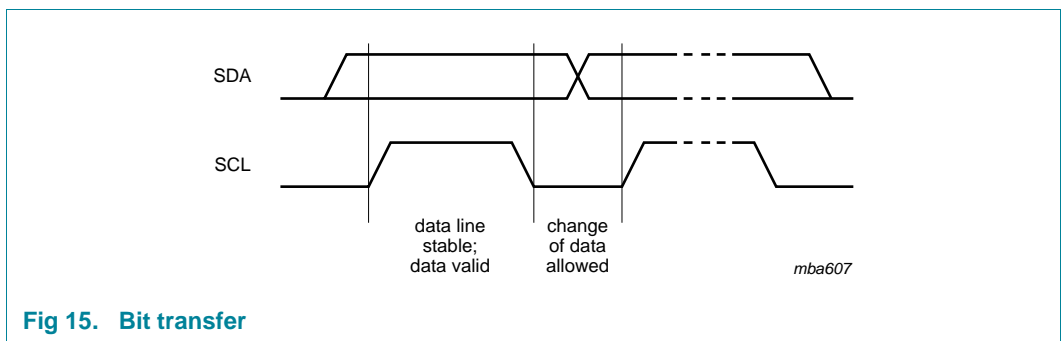 SDA
SCL
data line
stable;
data valid
change
of data
allowed
mba607
Fig 15. Bit transfer